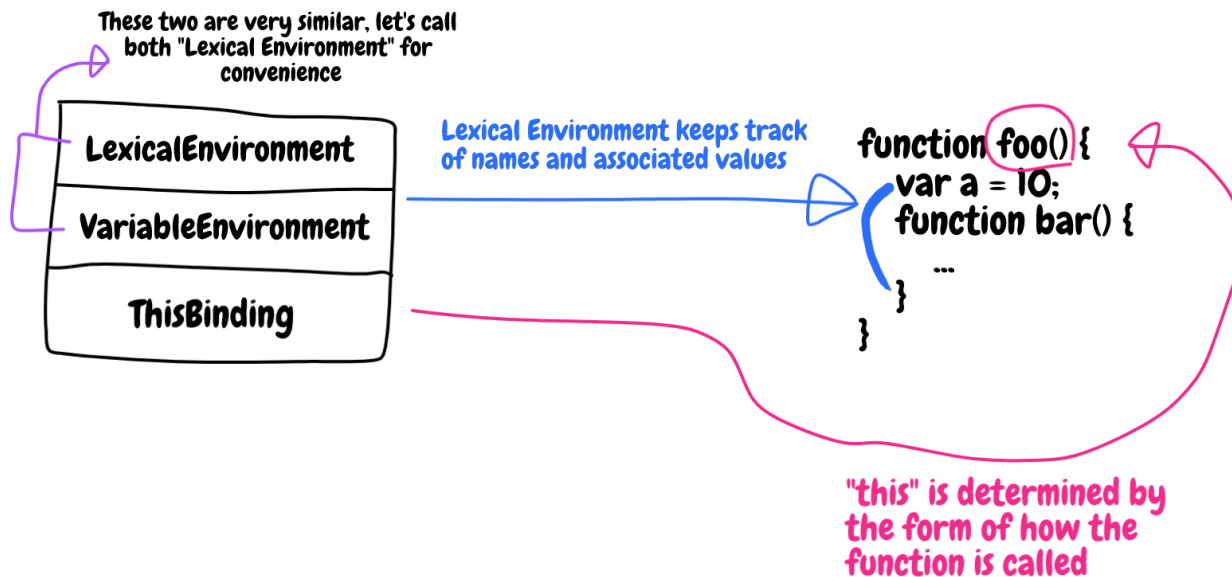 These two are very similar, let's call
both "Lexical Environment" for
convenience
LexicalEnvironment
VariableEnvironment
ThisBinding
Lexical Environment keeps track
of names and associated values
function foo() {
var a = 10;
function bar() {
...
}
}
"this" is determined by
the form of how the
function is called